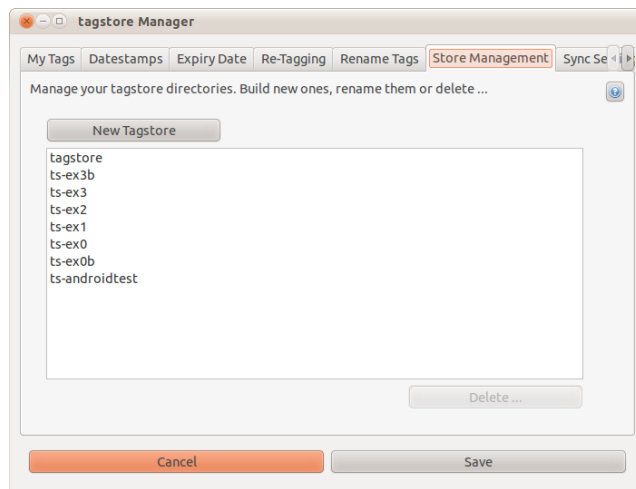 tagstore Manager
My Tags Datestamps Expiry Date Re-Tagging Rename Tags Store Management Sync Se
Manage your tagstore directories. Build new ones, rename them or delete ...
New Tagstore
tagstore
ts-ex3b
ts-ex3
ts-ex2
ts-ex1
ts-ex0
ts-ex0b
ts-androidtest
Delete ...
Cancel Save